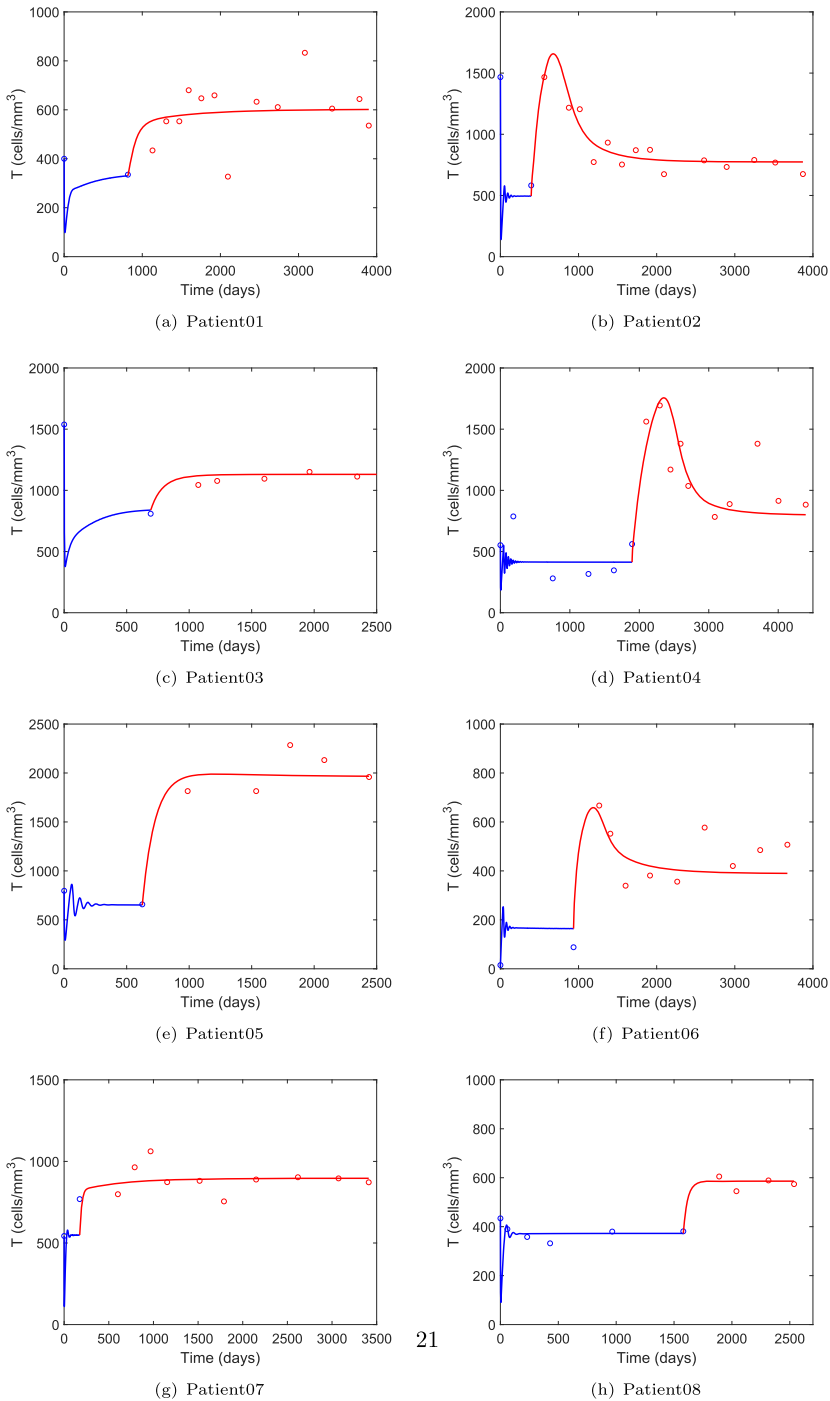 1000
800
600
400
200
0
T (cells/mm³)
0 1000 2000 3000 4000
Time (days)
(a) Patient01
2000
1500
1000
500
0
T (cells/mm³)
0 1000 2000 3000 4000
Time (days)
(b) Patient02
2000
1500
1000
500
0
T (cells/mm³)
0 500 1000 1500 2000 2500
Time (days)
(c) Patient03
2000
1500
1000
500
0
T (cells/mm³)
0 1000 2000 3000 4000
Time (days)
(d) Patient04
2500
2000
1500
1000
500
0
T (cells/mm³)
0 500 1000 1500 2000 2500
Time (days)
(e) Patient05
1000
800
600
400
200
0
T (cells/mm³)
0 1000 2000 3000 4000
Time (days)
(f) Patient06
1500
1000
500
0
T (cells/mm³)
0 500 1000 1500 2000 2500 3000 3500
Time (days)
(g) Patient07
1000
800
600
400
200
0
T (cells/mm³)
0 500 1000 1500 2000 2500
Time (days)
(h) Patient08
21